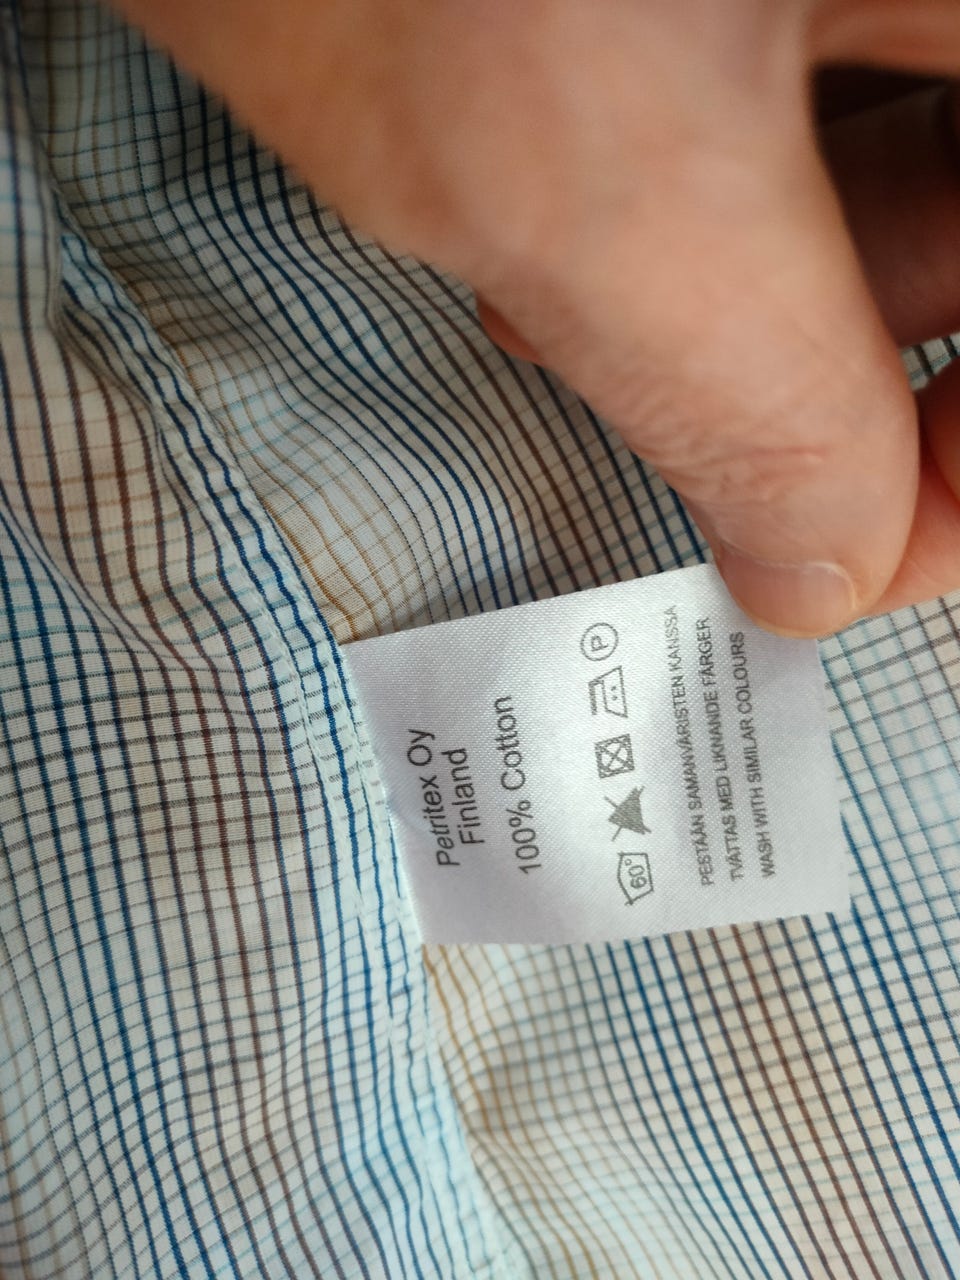 Petritex Oy
Finland
100% Cotton
60° P
PESTÄÄN SAMANVÄRISTEN KANSSA
TVÄTTAS MED LIKNANDE FÄRGER
WASH WITH SIMILAR COLOURS